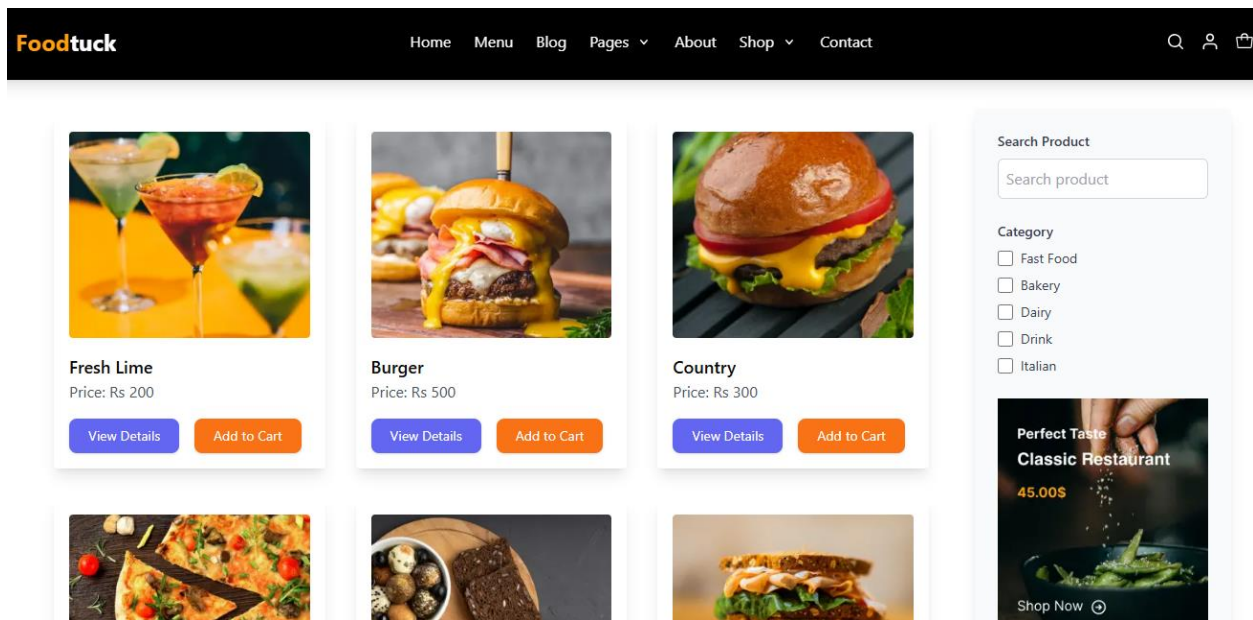 Foodtuck
Home Menu Blog Pages About Shop Contact
Fresh Lime
Price: Rs 200
View Details Add to Cart
Burger
Price: Rs 500
View Details Add to Cart
Country
Price: Rs 300
View Details Add to Cart
Search Product
Search product
Category
Fast Food
Bakery
Dairy
Drink
Italian
Perfect Taste
Classic Restaurant
45.00$
Shop Now